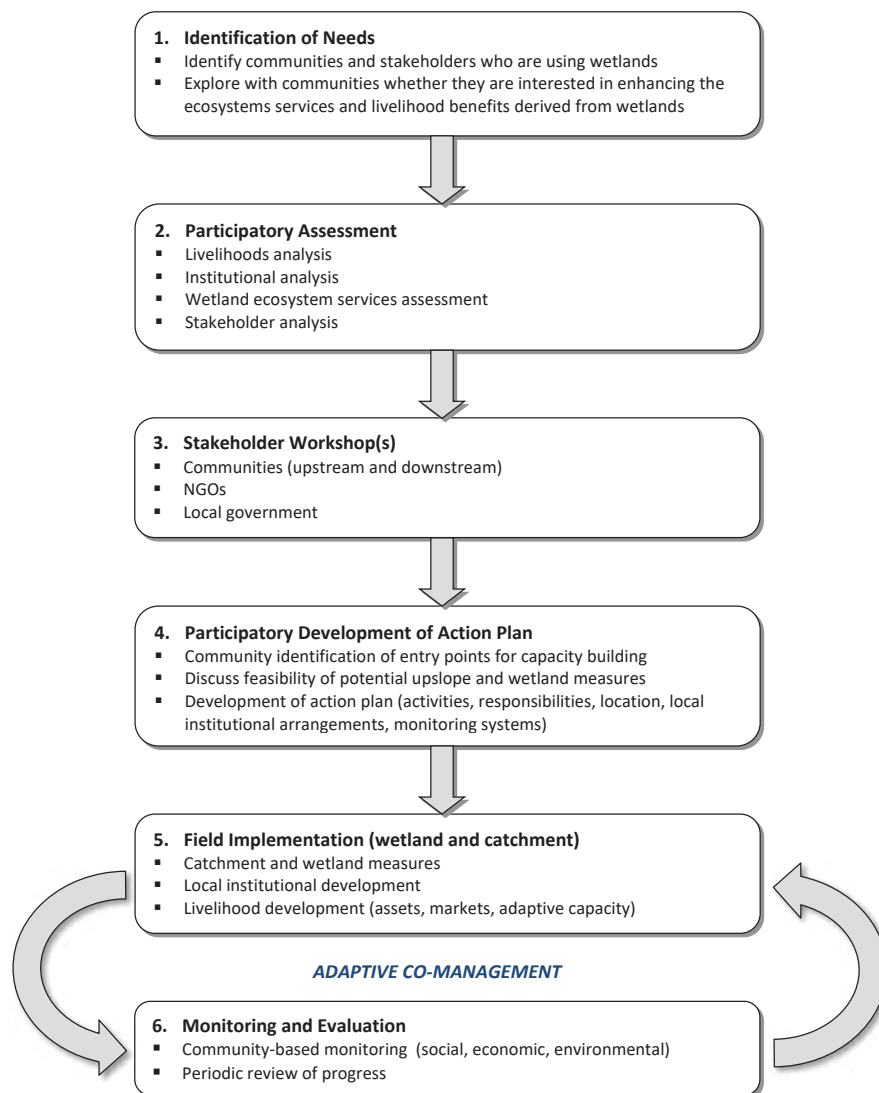 1. Identification of Needs
▪ Identify communities and stakeholders who are using wetlands
▪ Explore with communities whether they are interested in enhancing the
ecosystems services and livelihood benefits derived from wetlands
2. Participatory Assessment
▪ Livelihoods analysis
▪ Institutional analysis
▪ Wetland ecosystem services assessment
▪ Stakeholder analysis
3. Stakeholder Workshop(s)
▪ Communities (upstream and downstream)
▪ NGOs
▪ Local government
4. Participatory Development of Action Plan
▪ Community identification of entry points for capacity building
▪ Discuss feasibility of potential upslope and wetland measures
▪ Development of action plan (activities, responsibilities, location, local
institutional arrangements, monitoring systems)
5. Field Implementation (wetland and catchment)
▪ Catchment and wetland measures
▪ Local institutional development
▪ Livelihood development (assets, markets, adaptive capacity)
ADAPTIVE CO-MANAGEMENT
6. Monitoring and Evaluation
▪ Community-based monitoring (social, economic, environmental)
▪ Periodic review of progress